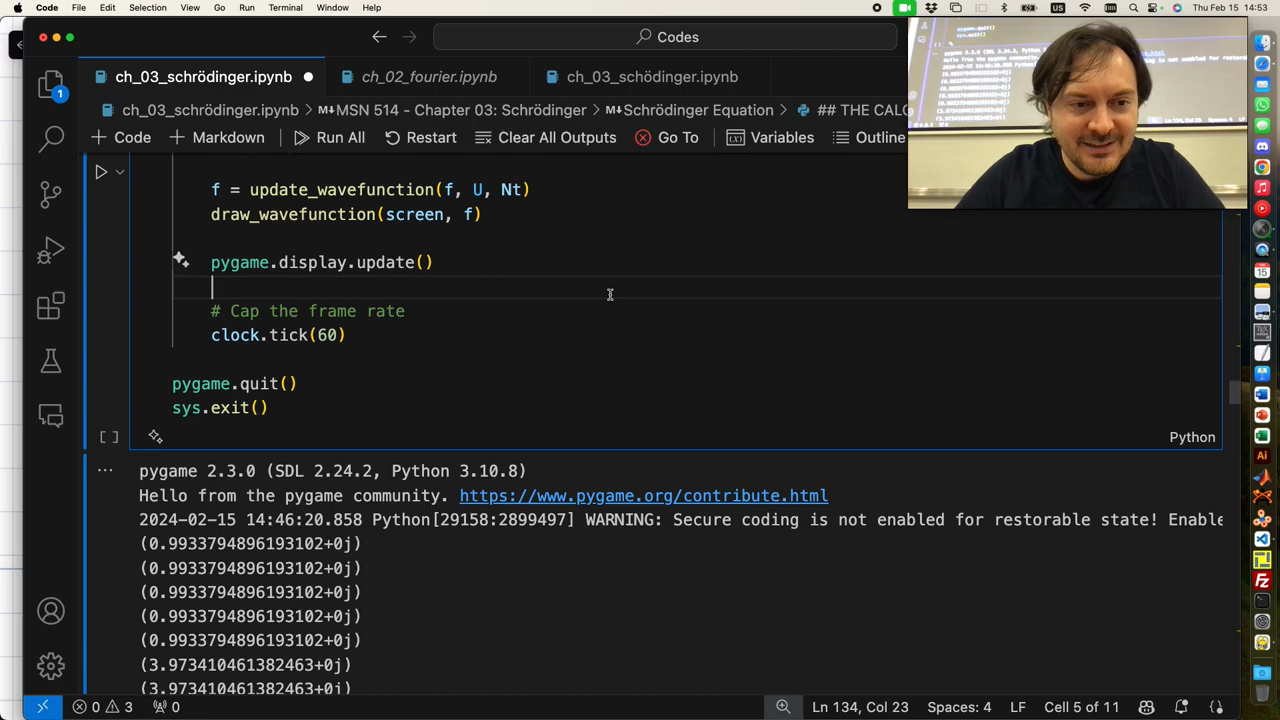 Code File Edit Selection View Go Run Terminal Window Help
US
Thu Feb 15 14:53
Codes
ch_03_schrödinger.ipynb ch_02_fourier.ipynb ch_03_schödinger.ipynb
ch_03_schrödinger.ipynb > MSN 514 - Chapter 03: Schrödinger > Schrödinger Equation > ## THE CALC
Code Markdown Run All Restart Clear All Outputs Go To Variables Outline
f = update_wavefunction(f, U, Nt)
draw_wavefunction(screen, f)
pygame.display.update()
# Cap the frame rate
clock.tick(60)
pygame.quit()
sys.exit()
[ ]
Python
... pygame 2.3.0 (SDL 2.24.2, Python 3.10.8)
Hello from the pygame community. https://www.pygame.org/contribute.html
2024-02-15 14:46:20.858 Python[29158:2899497] WARNING: Secure coding is not enabled for restorable state! Enable
(0.9933794896193102+0j)
(0.9933794896193102+0j)
(0.9933794896193102+0j)
(0.9933794896193102+0j)
(0.9933794896193102+0j)
(3.973410461382463+0j)
(3.973410461382463+0j)
1
0 3 0 Ln 134, Col 23 Spaces: 4 LF Cell 5 of 11